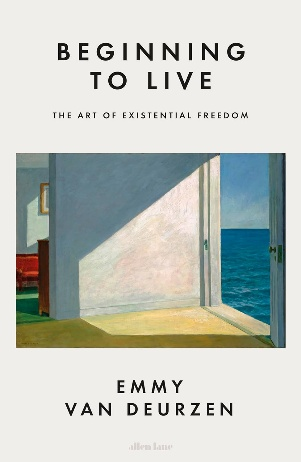 BEGINNING
TO LIVE
THE ART OF EXISTENTIAL FREEDOM
EMMY
VAN DEURZEN
allen lane